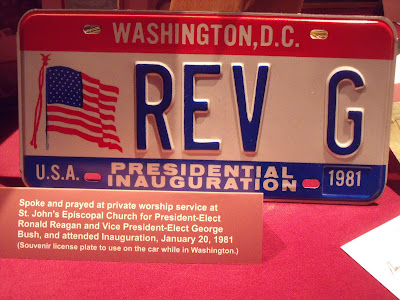 WASHINGTON, D.C.
REV G
U.S.A. PRESIDENTIAL INAUGURATION 1981
Spoke and prayed at private worship service at
St. John's Episcopal Church for President-Elect
Ronald Reagan and Vice President-Elect George
Bush, and attended Inauguration, January 20, 1981
(Souvenir license plate to use on the car while in Washington.)